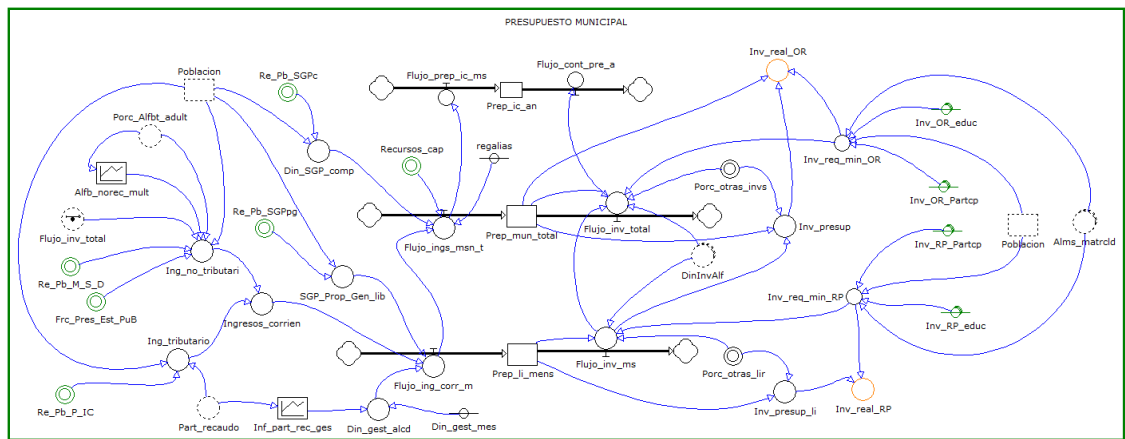 PRESUPUESTO MUNICIPAL
Inv_real_OR
Flujo_cont_pre_a
Poblacion
Re_Pb_SGPc
Flujo_prep_ic_ms
Prep_ic_an
Porc_Alfbt_adult
Inv_OR_educ
Recursos_cap
regalias
Inv_req_min_OR
Din_SGP_comp
Porc_otras_invs
Alfb_norec_mult
Inv_OR_Partcp
Re_Pb_SGPpg
Flujo_inv_total
Flujo_ings_msn_t
Prep_mun_total
Flujo_inv_total
Inv_presup
Poblacion
Alms_matrcld
Inv_RP_Partcp
Ing_no_tributari
DinInvAlf
Re_Pb_M_S_D
SGP_Prop_Gen_lib
Inv_req_min_RP
Frc_Pres_Est_PuB
Ingresos_corrien
Inv_RP_educ
Ing_tributario
Flujo_inv_ms
Prep_li_mens
Porc_otras_lir
Flujo_ing_corr_m
Re_Pb_P_IC
Inv_presup_li
Inv_real_RP
Part_recaudo
Inf_part_rec_ges
Din_gest_alcd
Din_gest_mes